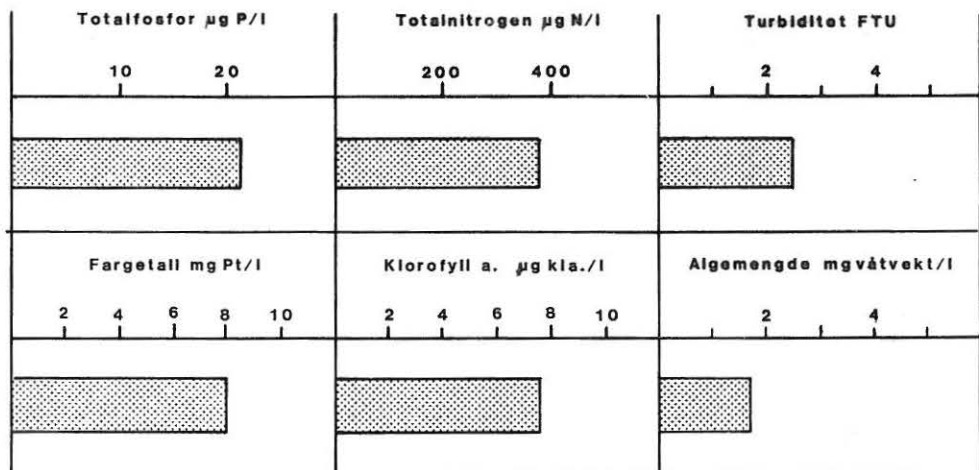 Totalfosfor µg P/l
10 20
Totalnitrogen µg N/l
200 400
Turbiditet FTU
2 4
Fargetall mg Pt/l
2 4 6 8 10
Klorofyll a. µg kla./l
2 4 6 8 10
Algemengde mg våtvekt/l
2 4